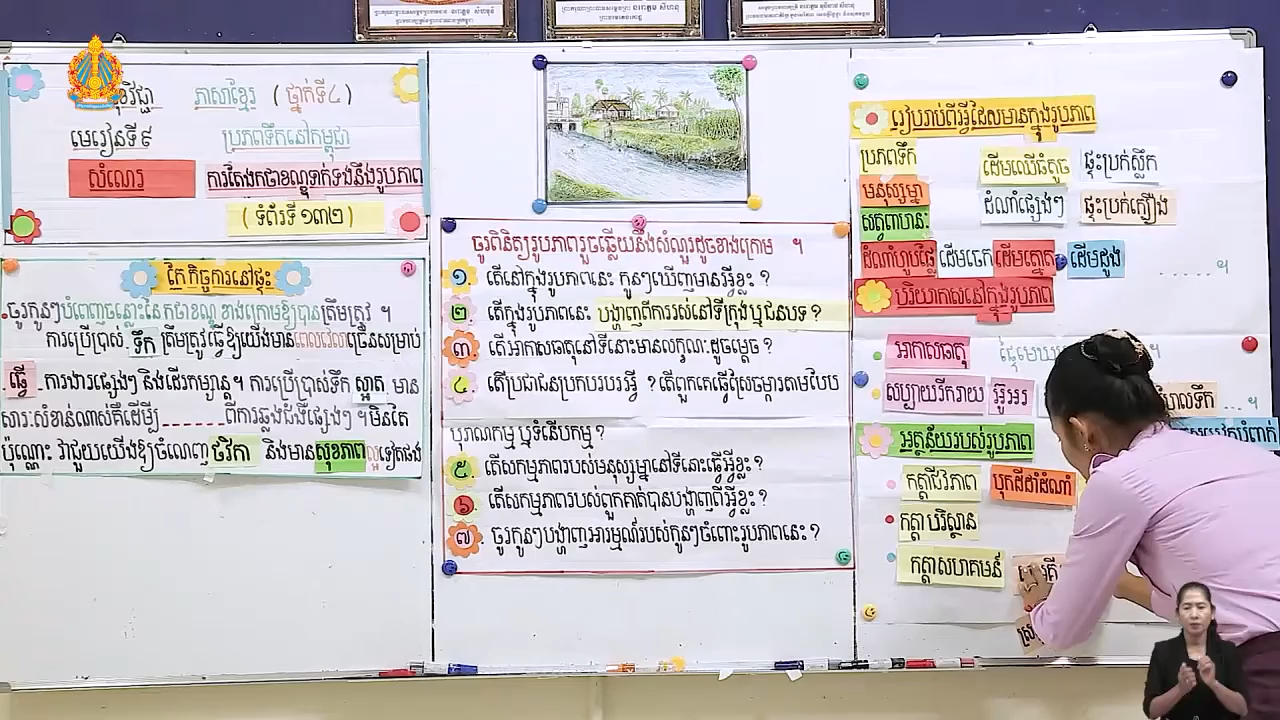 ភាសាខ្មែរ ( ថ្នាក់ទី៨ )
មេរៀនទី៩ ប្រភពទឹកនៅកម្ពុជា
សំណេរ ការតែងកថាខណ្ឌទាក់ទងនឹងរូបភាព
( ទំព័រទី ១៣២ )
កែកិច្ចការនៅផ្ទះ
ចូរកូនៗបំពេញចន្លោះនៃកថាខណ្ឌ ខាងក្រោមឱ្យបានត្រឹមត្រូវ ។
ការប្រើប្រាស់ ទឹក ត្រឹមត្រូវធ្វើឱ្យយើងមានពេលវេលាច្រើនសម្រាប់
ធ្វើ ការងារផ្សេងៗ និងដើរកម្សាន្ត។ ការប្រើប្រាស់ទឹក ស្អាត មាន
សារៈសំខាន់ណាស់គឺដើម្បី ______ ពីការឆ្លងជំងឺផ្សេងៗ ។មិនតែ
ប៉ុណ្ណោះ វាជួយយើងឱ្យចំណេញ ថវិកា និងមាន សុខភាព ល្អទៀតផង
ចូរពិនិត្យរូបភាពរួចឆ្លើយនឹងសំណួរដូចខាងក្រោម ។
១ តើនៅក្នុងរូបភាពនេះ កូនៗឃើញមានអ្វីខ្លះ ?
២. តើក្នុងរូបភាពនេះ បង្ហាញពីការរស់នៅទីក្រុងឬជនបទ ?
៣ តើអាកាសធាតុនៅទីនោះមានលក្ខណៈដូចម្តេច ?
៤. តើប្រជាជនប្រកបរបរអ្វី ? តើពួកគេធ្វើស្រែចម្ការតាមបែប
បុរាណកម្ម ឬទំនើបកម្ម ?
៥ តើសកម្មភាពរបស់មនុស្សម្នានៅទីនោះធ្វើអ្វីខ្លះ ?
៦ តើសកម្មភាពរបស់ពួកគាត់បានបង្ហាញពីអ្វីខ្លះ ?
៧ ចូរកូនៗបង្ហាញអារម្មណ៍របស់កូនៗចំពោះរូបភាពនេះ ?
រៀបរាប់ពីអ្វីដែលមានក្នុងរូបភាព
ប្រភពទឹក ដើមឈើធំតូច ផ្ទះប្រក់ស្លឹក
មនុស្សម្នា ដំណាំផ្សេងៗ ផ្ទះប្រក់ក្បឿង
សត្វពាហនៈ
ដំណាំហូបផ្លែ ដើមចេក ដើមត្នោត ដើមដូង _ _ _ _ _ ។
បរិយាកាសនៅក្នុងរូបភាព
អាកាសធាតុ
សប្បាយរីករាយ អ៊ូអរ
អត្ថន័យរបស់រូបភាព
កត្តាជីវភាព បុកដីដាំដំណាំ
កត្តាបរិស្ថាន
កត្តាសហគមន៍